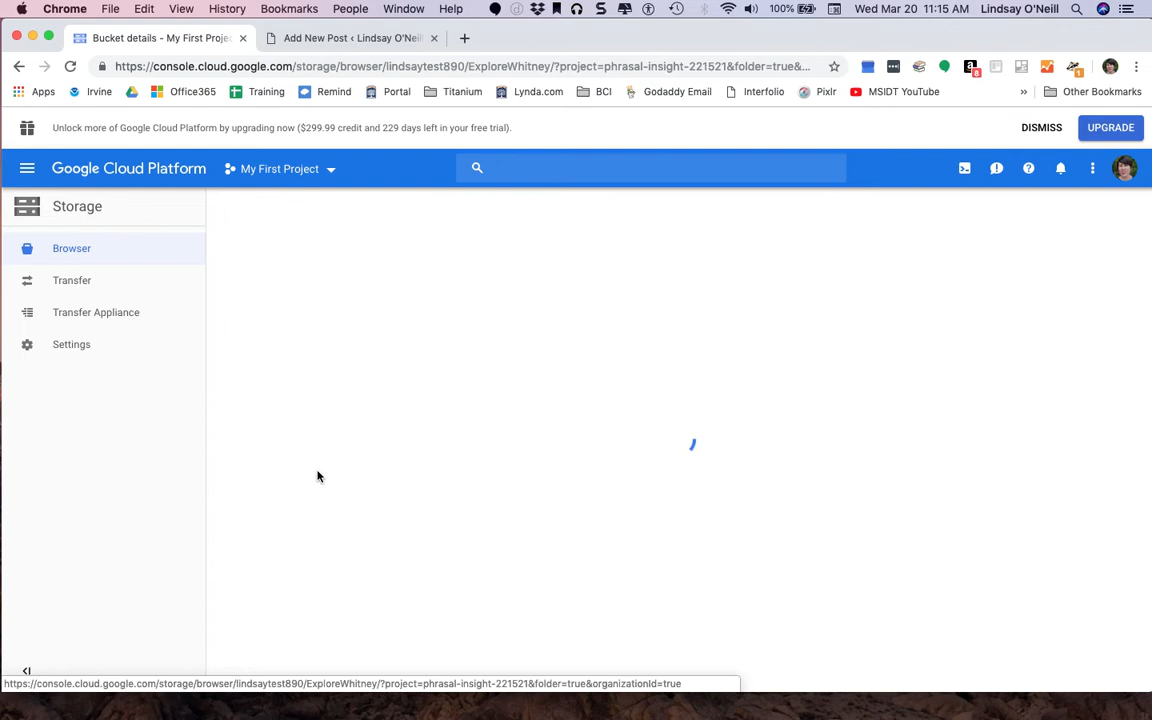 Chrome File Edit View History Bookmarks People Window Help 100% Wed Mar 20 11:15 AM Lindsay O'Neill
Bucket details - My First Projec Add New Post ‹ Lindsay O'Neil
https://console.cloud.google.com/storage/browser/lindsaytest890/ExploreWhitney/?project=phrasal-insight-221521&folder=true&...
8 1
Apps Irvine Office365 Training Remind Portal Titanium Lynda.com BCI Godaddy Email Interfolio Pixlr MSIDT YouTube » Other Bookmarks
Unlock more of Google Cloud Platform by upgrading now ($299.99 credit and 229 days left in your free trial). DISMISS UPGRADE
Google Cloud Platform My First Project
Storage
Browser
Transfer
Transfer Appliance
Settings
https://console.cloud.google.com/storage/browser/lindsaytest890/ExploreWhitney/?project=phrasal-insight-221521&folder=true&organizationId=true